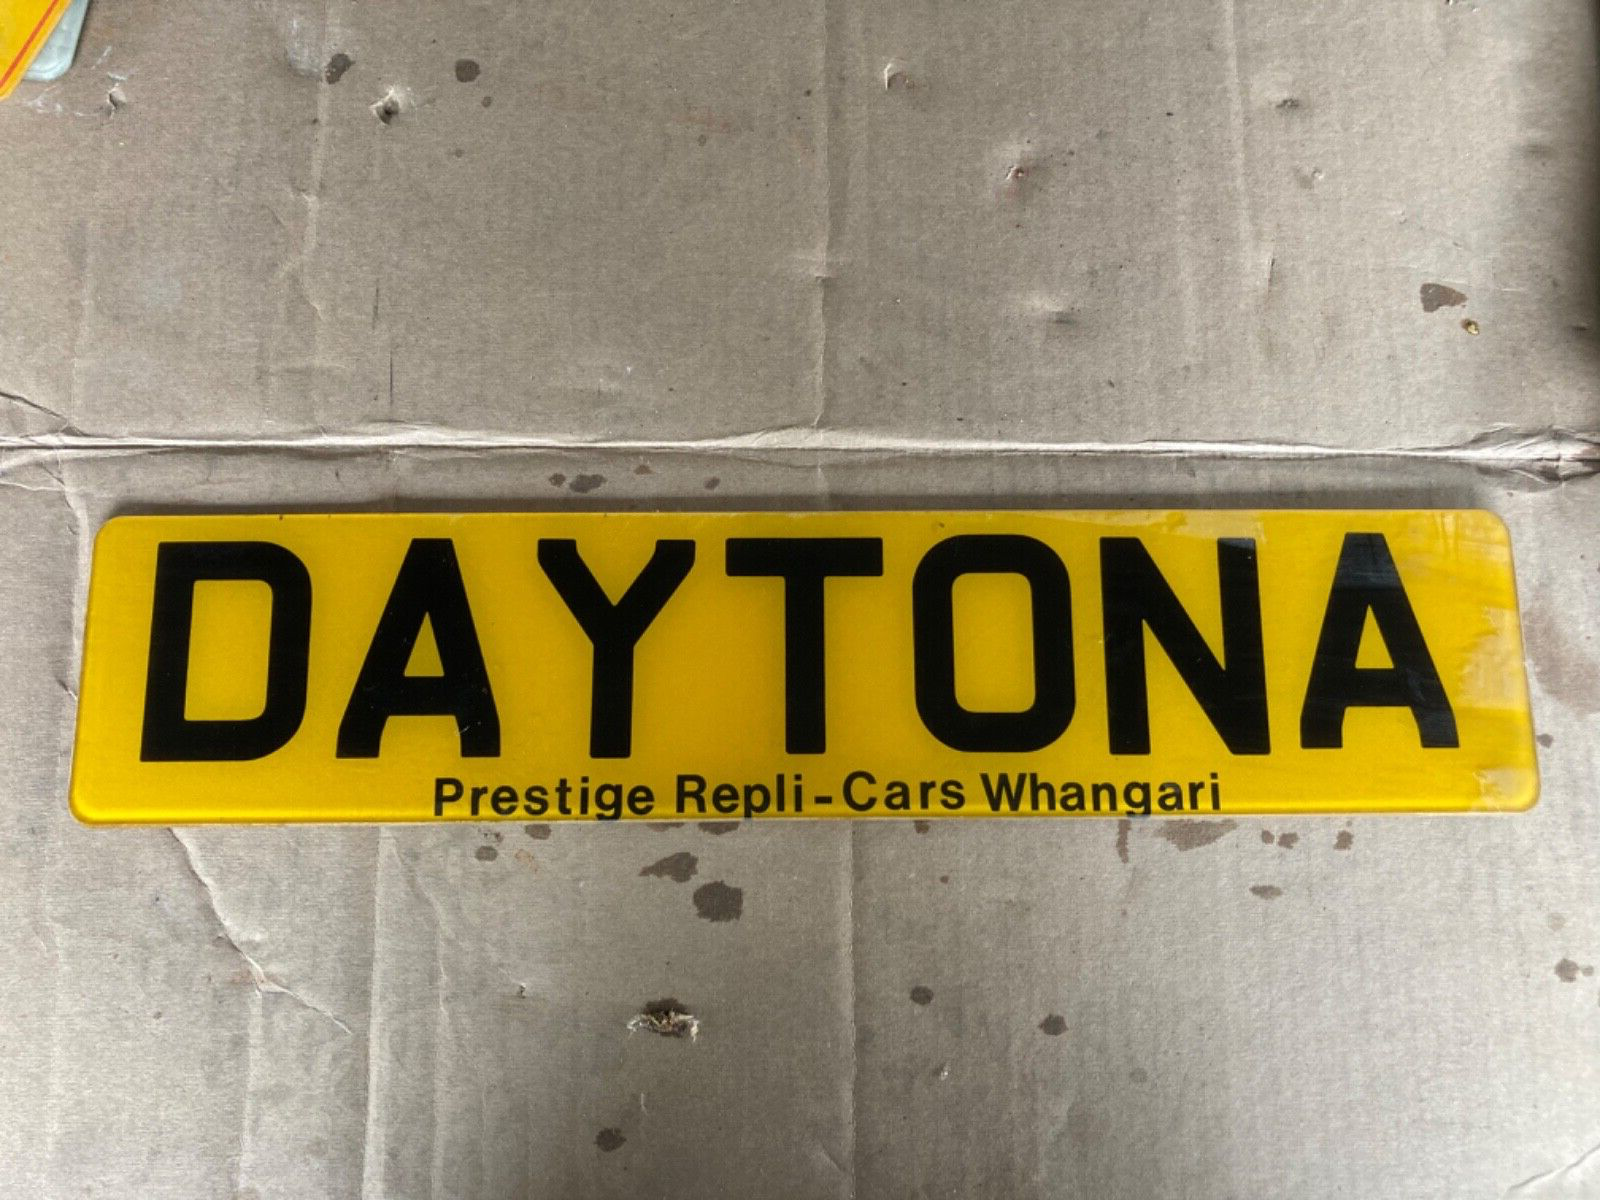 DAYTONA
Prestige Repli-Cars Whangari